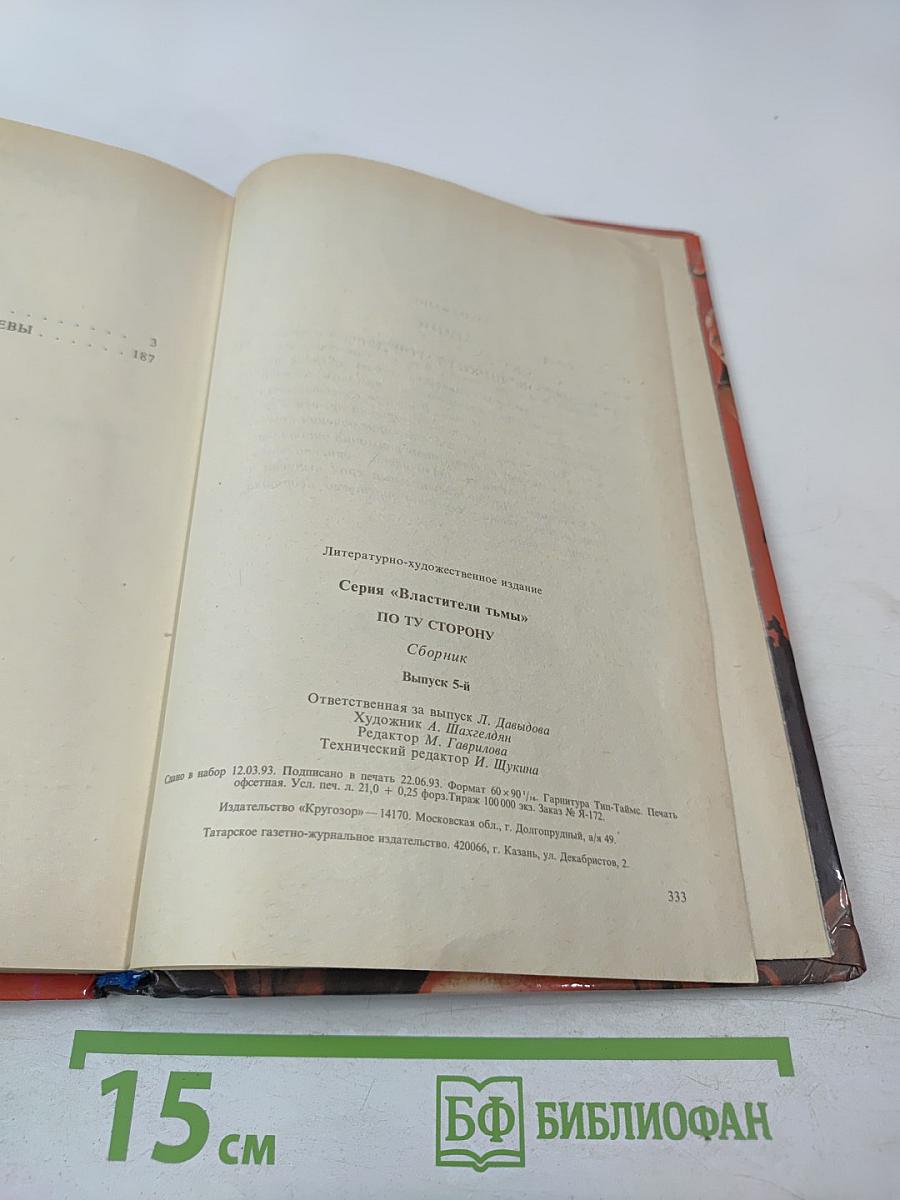 . . . . . . . . . 3
ЕВЫ . . . . . . 187
Литературно-художественное издание
Серия «Властители тьмы»
ПО ТУ СТОРОНУ
Сборник
Выпуск 5-й
Ответственная за выпуск Л. Давыдова
Художник А. Шахгелдян
Редактор М. Гаврилова
Технический редактор И. Щукина
Сдано в набор 12.03.93. Подписано в печать 22.06.93. Формат 60×90 1/16. Гарнитура Тип-Таймс. Печать
офсетная. Усл. печ. л. 21,0 + 0,25 форз.Тираж 100 000 экз. Заказ № Я-172.
Издательство «Кругозор» — 14170. Московская обл., г. Долгопрудный, а/я 49.
Татарское газетно-журнальное издательство. 420066, г. Казань, ул. Декабристов, 2.
333
15 см
БФ БИБЛИОФАН